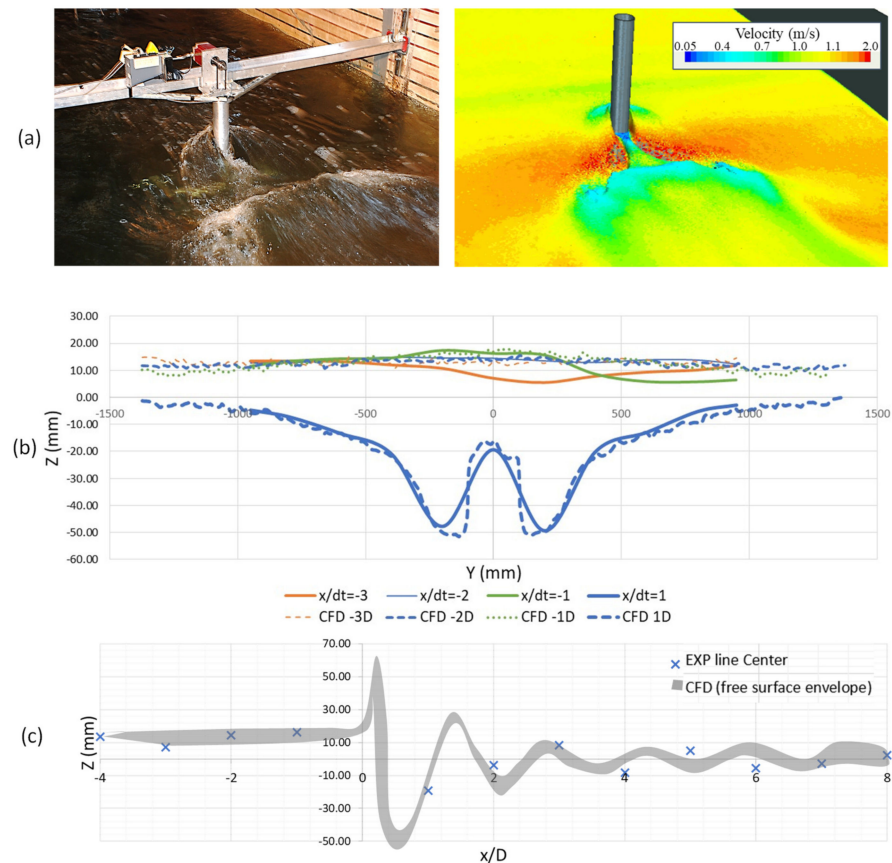 (a)
Velocity (m/s)
0.05 0.4 0.7 1.0 1.1 2.0
(b)
Z (mm)
30.00
20.00
10.00
0.00
-10.00
-20.00
-30.00
-40.00
-50.00
-60.00
-1500 -1000 -500 0 500 1000 1500
Y (mm)
x/dt=-3 x/dt=-2 x/dt=-1 x/dt=1
CFD -3D CFD -2D CFD -1D CFD 1D
(c)
Z (mm)
70.00
50.00
30.00
10.00
-10.00
-30.00
-50.00
-4 -2 0 2 4 6 8
x/D
EXP line Center
CFD (free surface envelope)